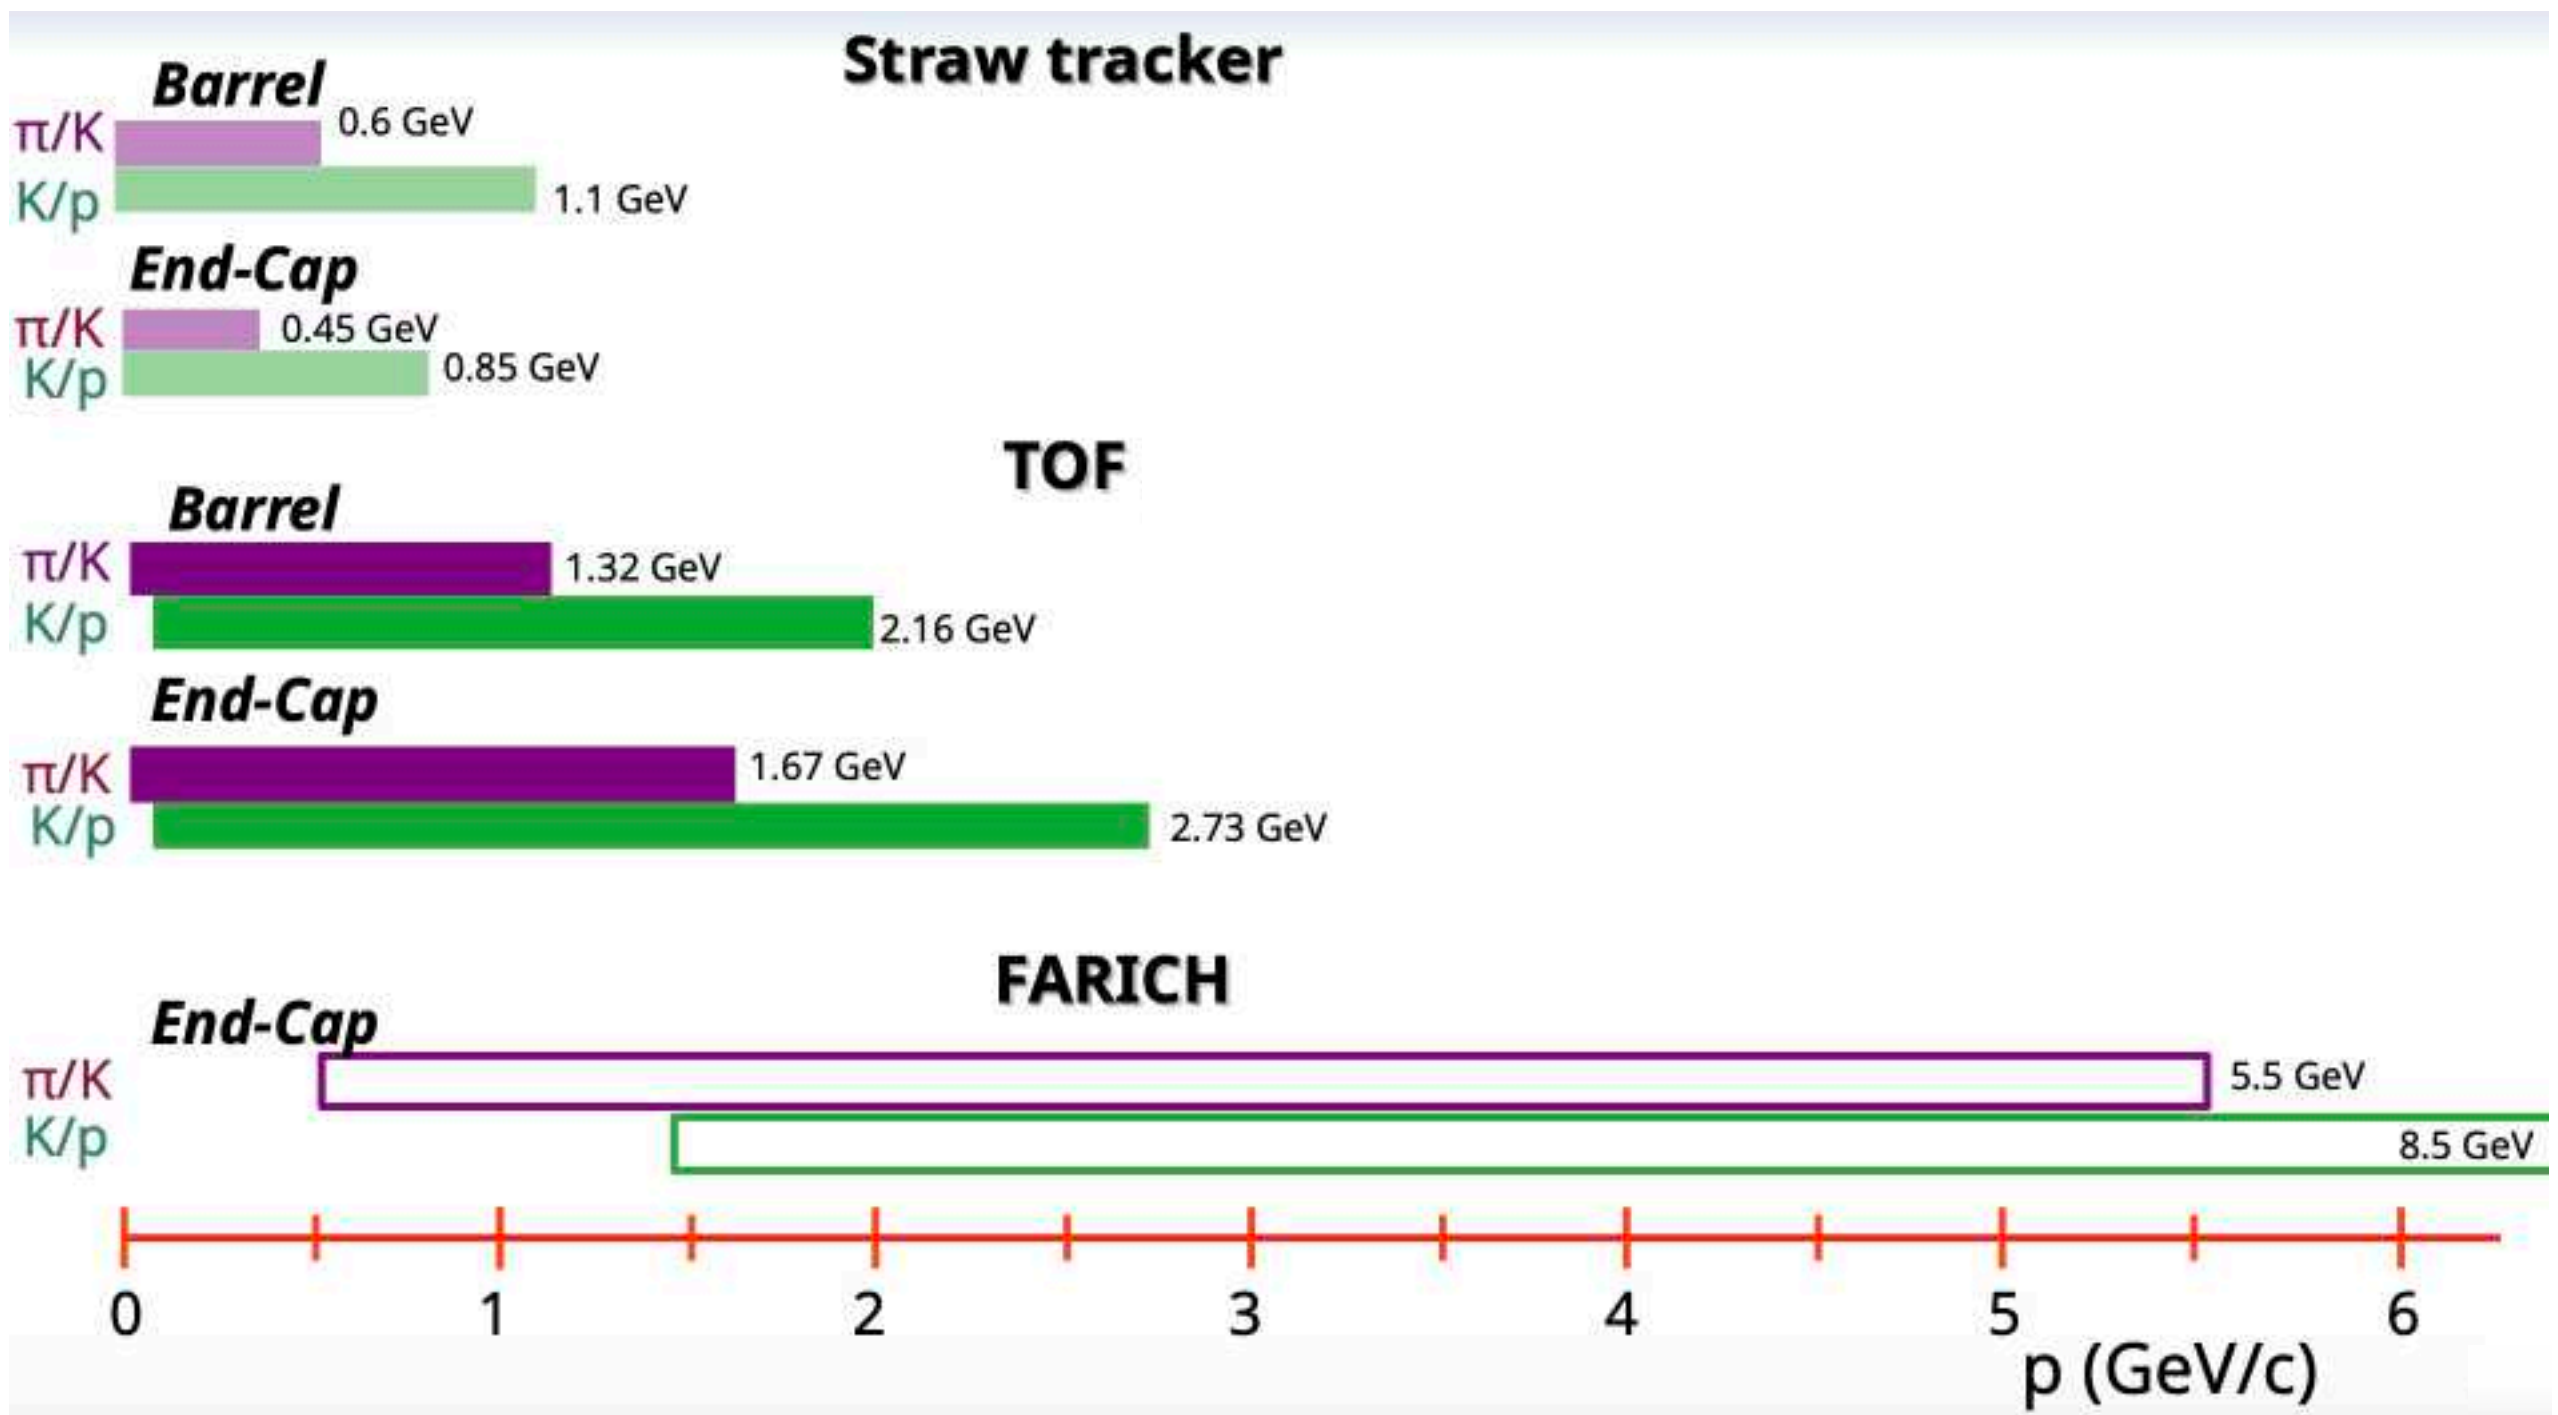 Straw tracker
Barrel
π/K 0.6 GeV
K/p 1.1 GeV
End-Cap
π/K 0.45 GeV
K/p 0.85 GeV
TOF
Barrel
π/K 1.32 GeV
K/p 2.16 GeV
End-Cap
π/K 1.67 GeV
K/p 2.73 GeV
FARICH
End-Cap
π/K 5.5 GeV
K/p 8.5 GeV
0 1 2 3 4 5 6
p (GeV/c)